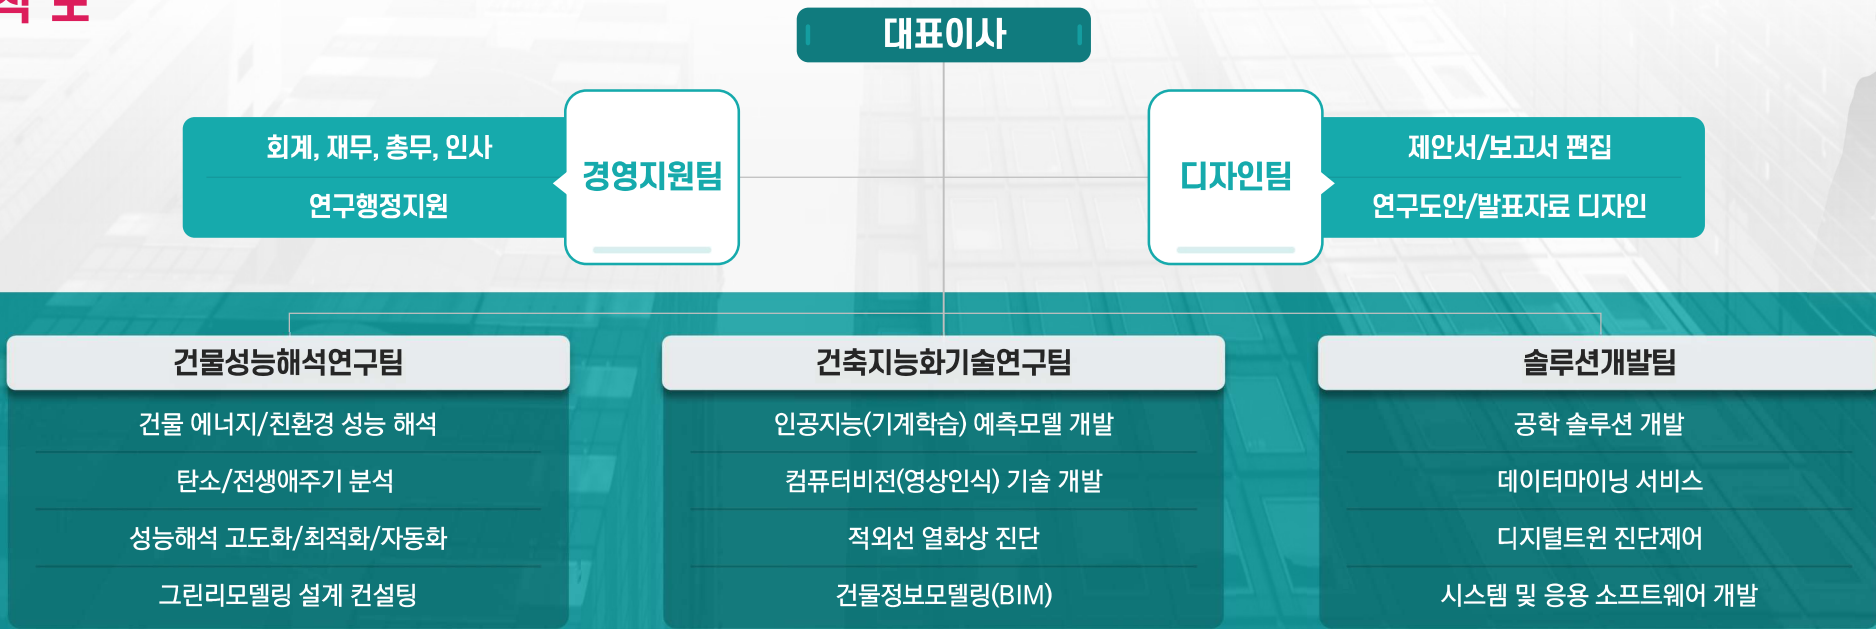 직 도
대표이사
회계, 재무, 총무, 인사
연구행정지원
경영지원팀
디자인팀
제안서/보고서 편집
연구도안/발표자료 디자인
건물성능해석연구팀
건물 에너지/친환경 성능 해석
탄소/전생애주기 분석
성능해석 고도화/최적화/자동화
그린리모델링 설계 컨설팅
건축지능화기술연구팀
인공지능(기계학습) 예측모델 개발
컴퓨터비전(영상인식) 기술 개발
적외선 열화상 진단
건물정보모델링(BIM)
솔루션개발팀
공학 솔루션 개발
데이터마이닝 서비스
디지털트윈 진단제어
시스템 및 응용 소프트웨어 개발